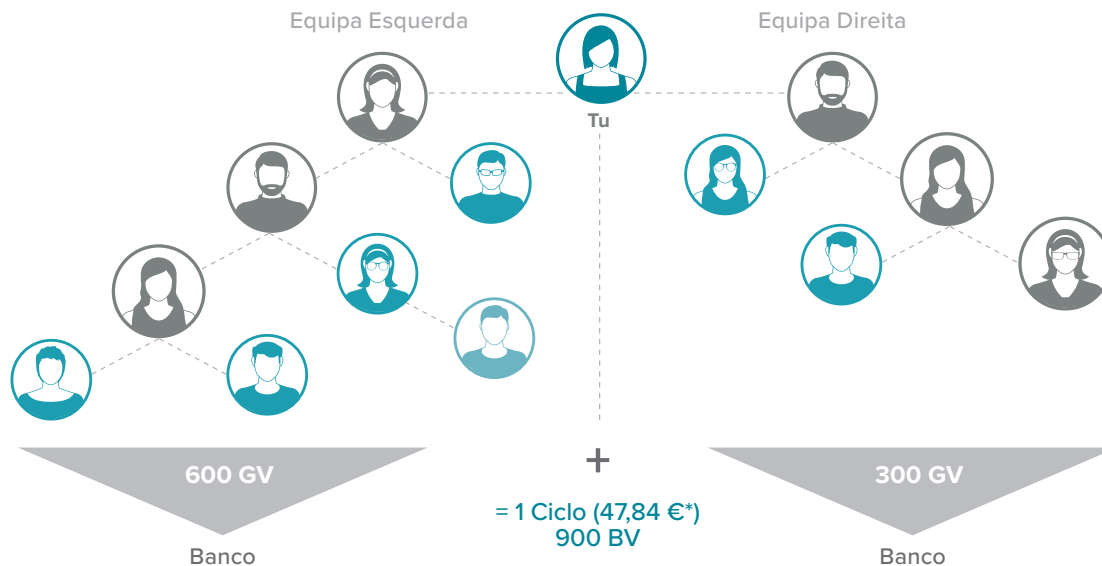 Equipa Esquerda
Equipa Direita
Tu
600 GV
+
300 GV
= 1 Ciclo (47,84 €*)
900 BV
Banco
Banco